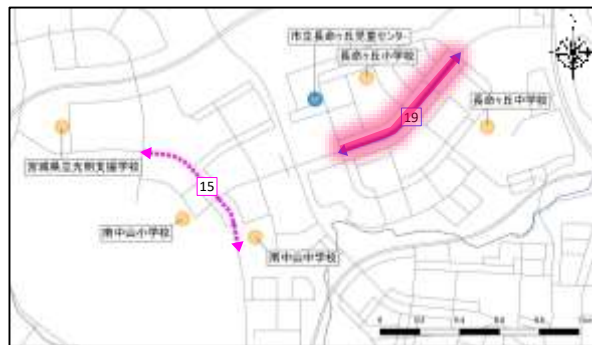 市立長命ヶ丘児童センター
長命ヶ丘小学校
19
長命ヶ丘中学校
宮城県立光明支援学校
15
南中山小学校
南中山中学校